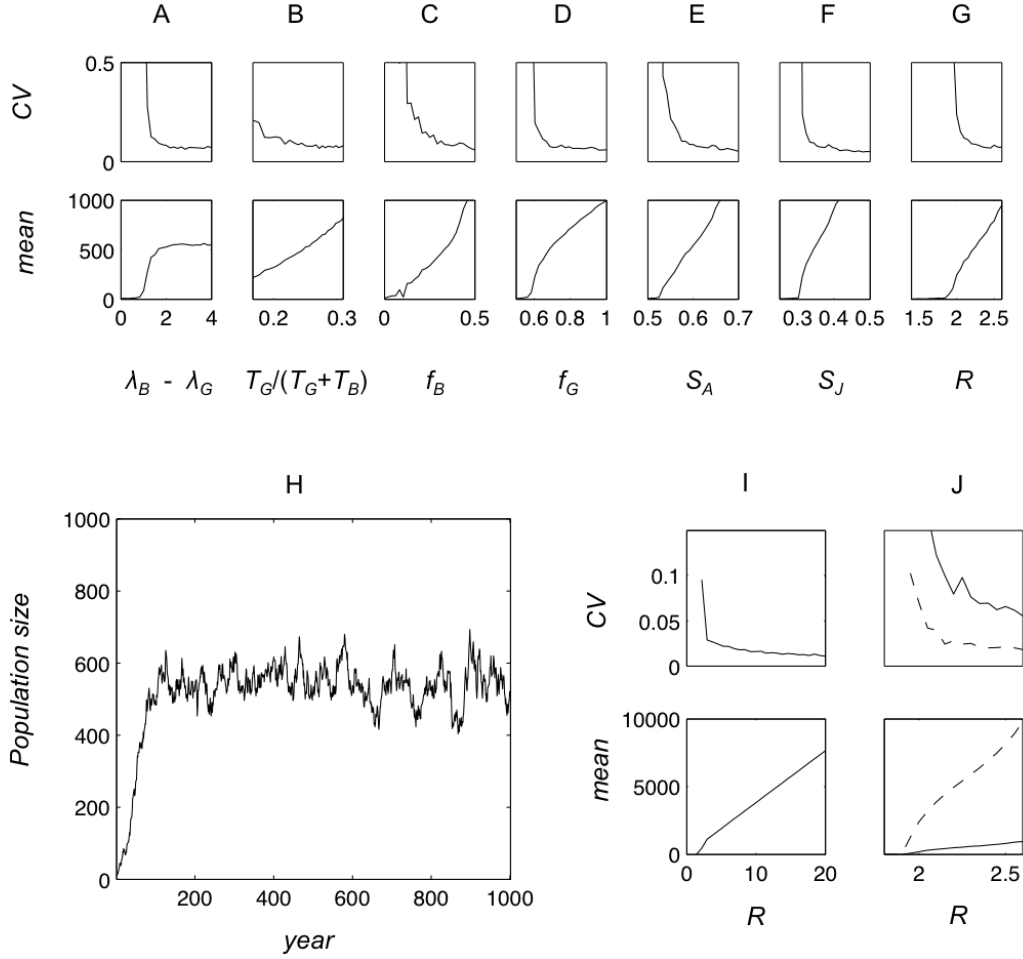 A B C D E F G
CV
0.5
0
mean
1000
500
0
0 2 4 0.2 0.3 0 0.5 0.6 0.8 1 0.5 0.6 0.7 0.3 0.4 0.5 1.5 2 2.5
λB - λG TG/(TG+TB) fB fG SA SJ R
H I J
Population size
1000
800
600
400
200
0
200 400 600 800 1000
year
CV
0.1
0.05
0
mean
10000
5000
0
0 10 20 2 2.5
R R